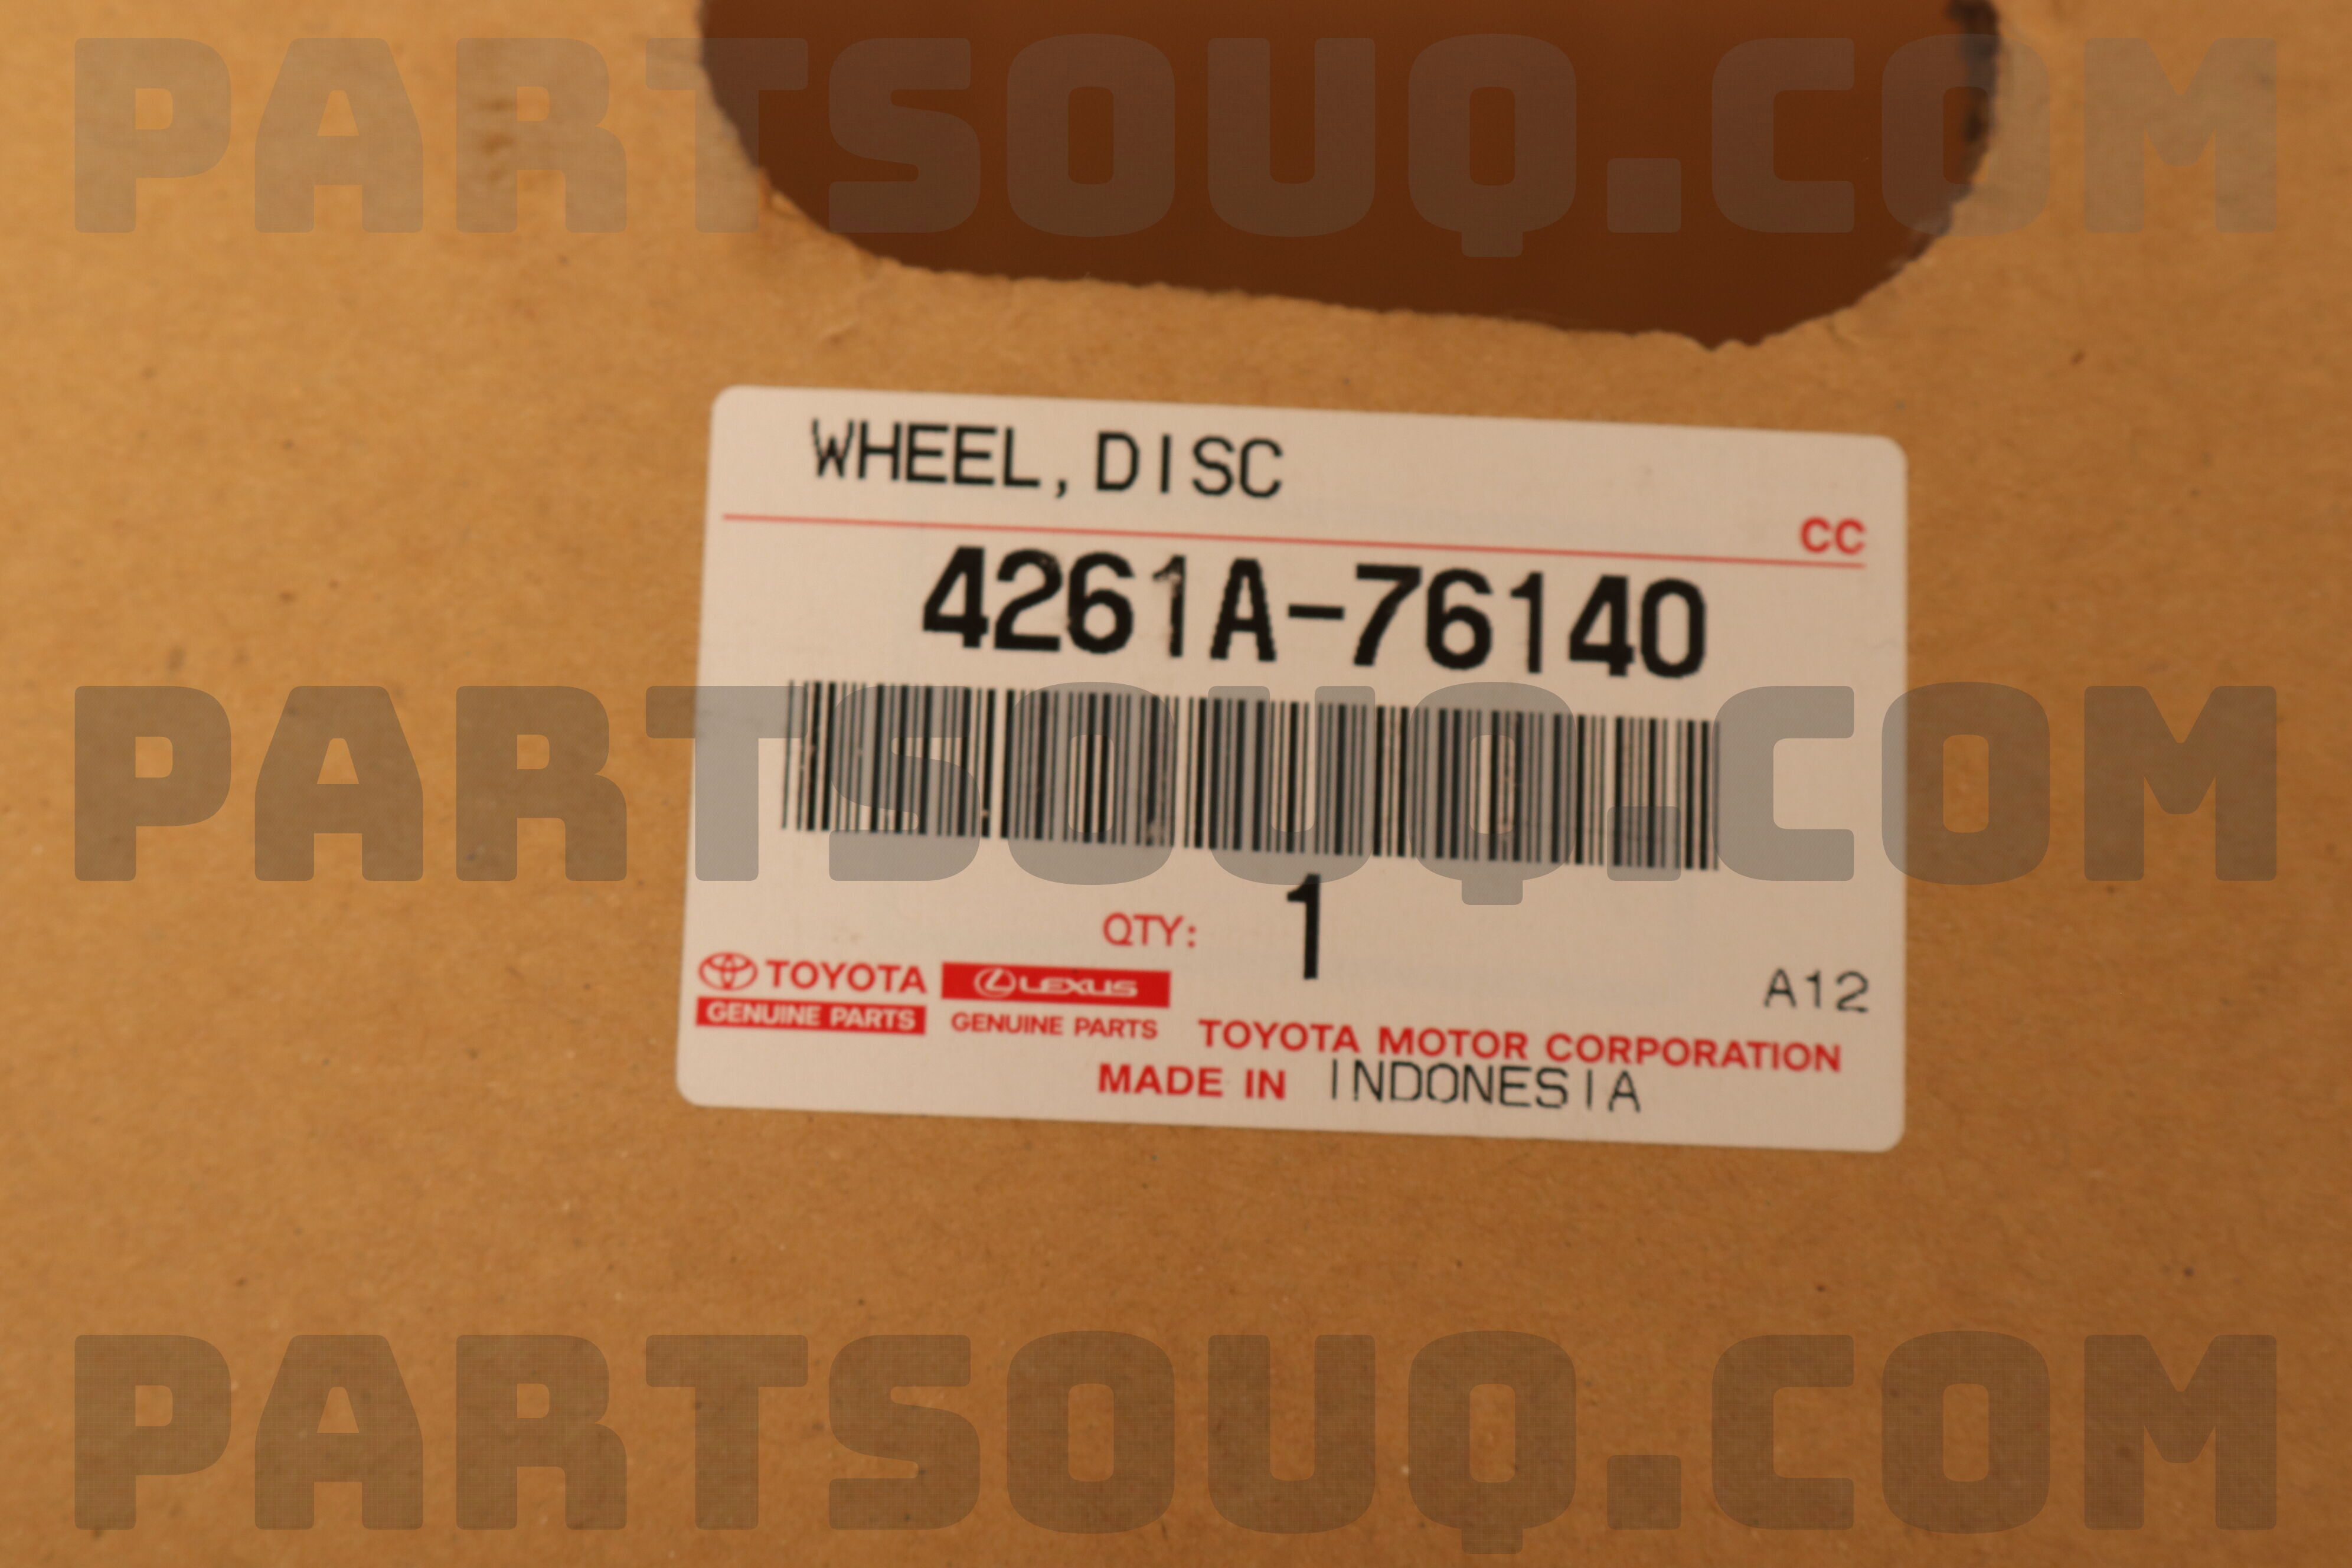 PARTSOUQ.COM
WHEEL, DISC
CC
4261A-76140
PARTSOUQ.COM
QTY: 1
TOYOTA LEXUS A12
GENUINE PARTS GENUINE PARTS TOYOTA MOTOR CORPORATION
MADE IN INDONESIA
PARTSOUQ.COM